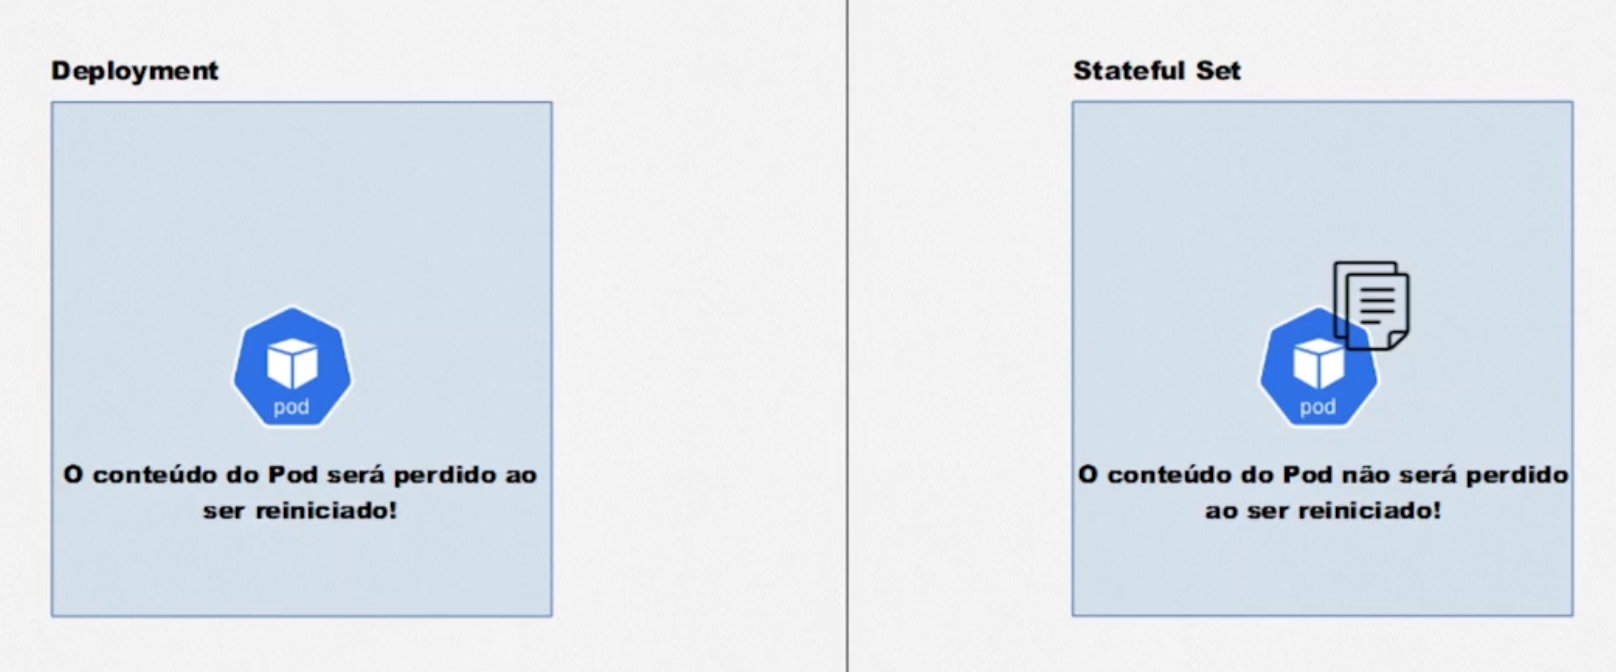 Deployment
pod
O conteúdo do Pod será perdido ao
ser reiniciado!
Stateful Set
pod
O conteúdo do Pod não será perdido
ao ser reiniciado!